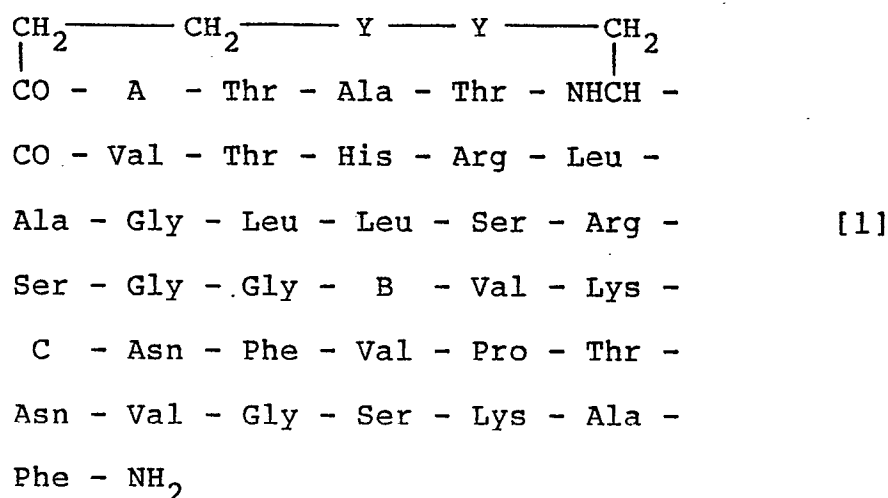 CH2 — CH2 — Y — Y — CH2
CO - A - Thr - Ala - Thr - NHCH -
CO - Val - Thr - His - Arg - Leu -
Ala - Gly - Leu - Leu - Ser - Arg - [1]
Ser - Gly - Gly - B - Val - Lys -
C - Asn - Phe - Val - Pro - Thr -
Asn - Val - Gly - Ser - Lys - Ala -
Phe - NH2